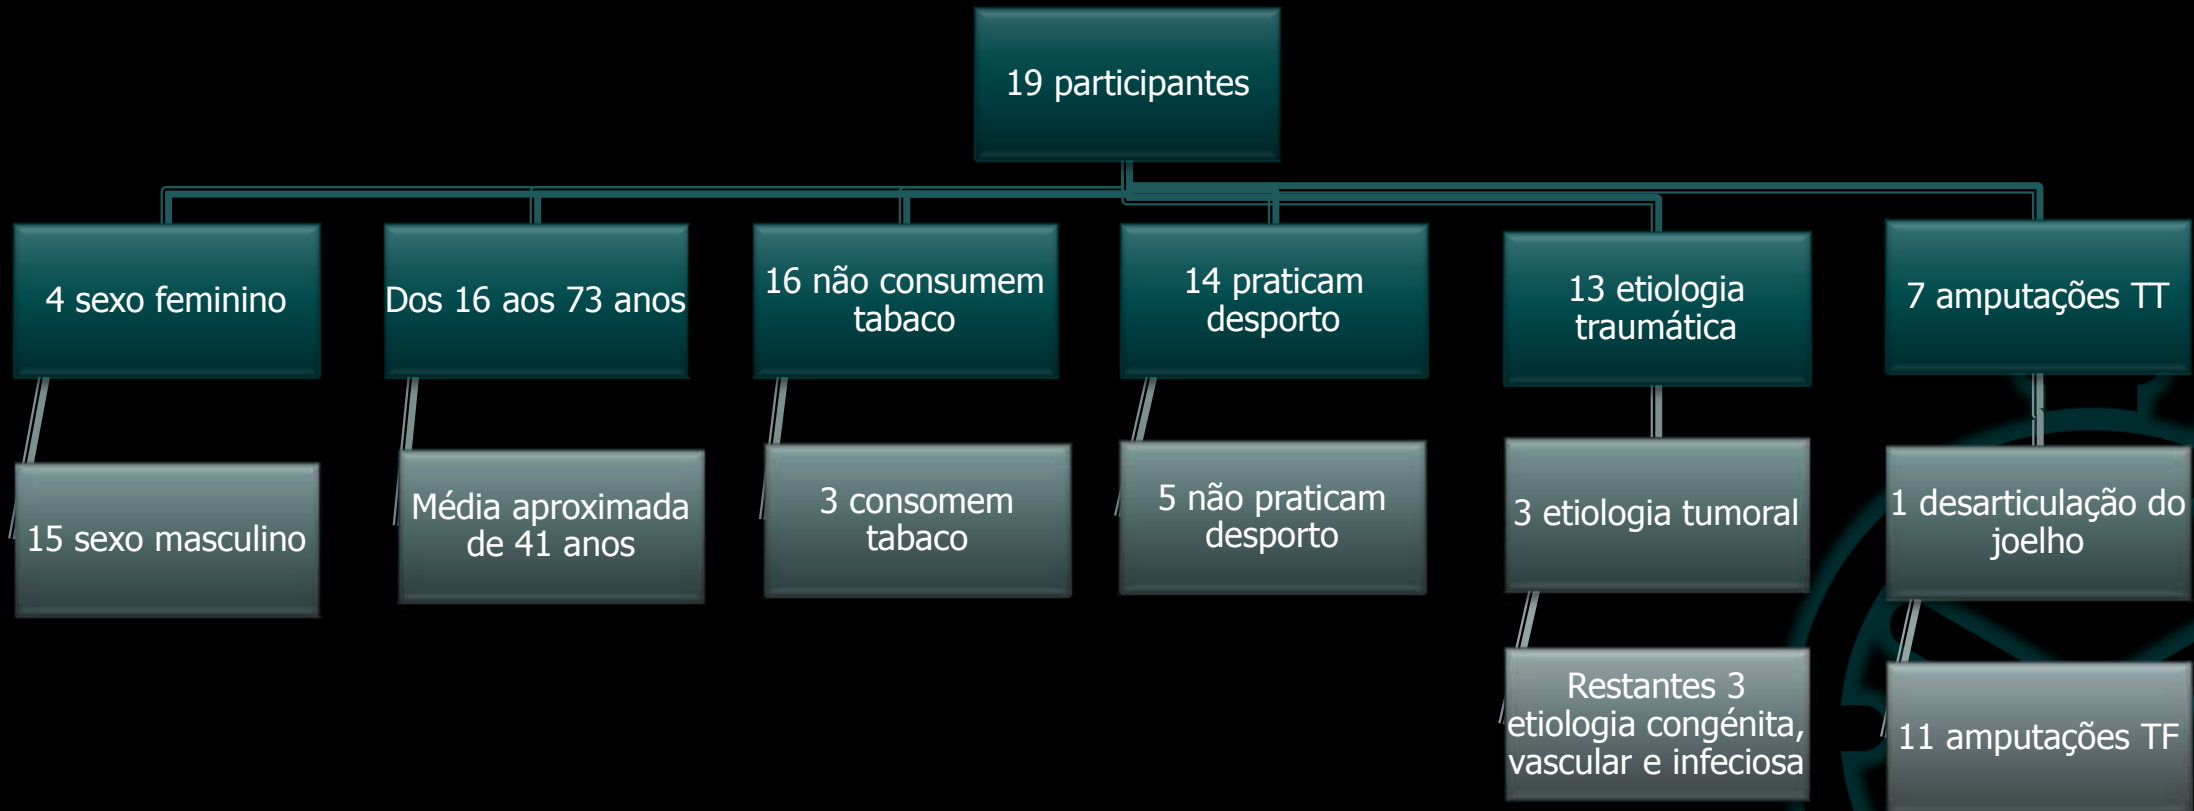 19 participantes
4 sexo feminino
15 sexo masculino
Dos 16 aos 73 anos
Média aproximada
de 41 anos
16 não consumem
tabaco
3 consomem
tabaco
14 praticam
desporto
5 não praticam
desporto
13 etiologia
traumática
3 etiologia tumoral
Restantes 3
etiologia congénita,
vascular e infeciosa
7 amputações TT
1 desarticulação do
joelho
11 amputações TF